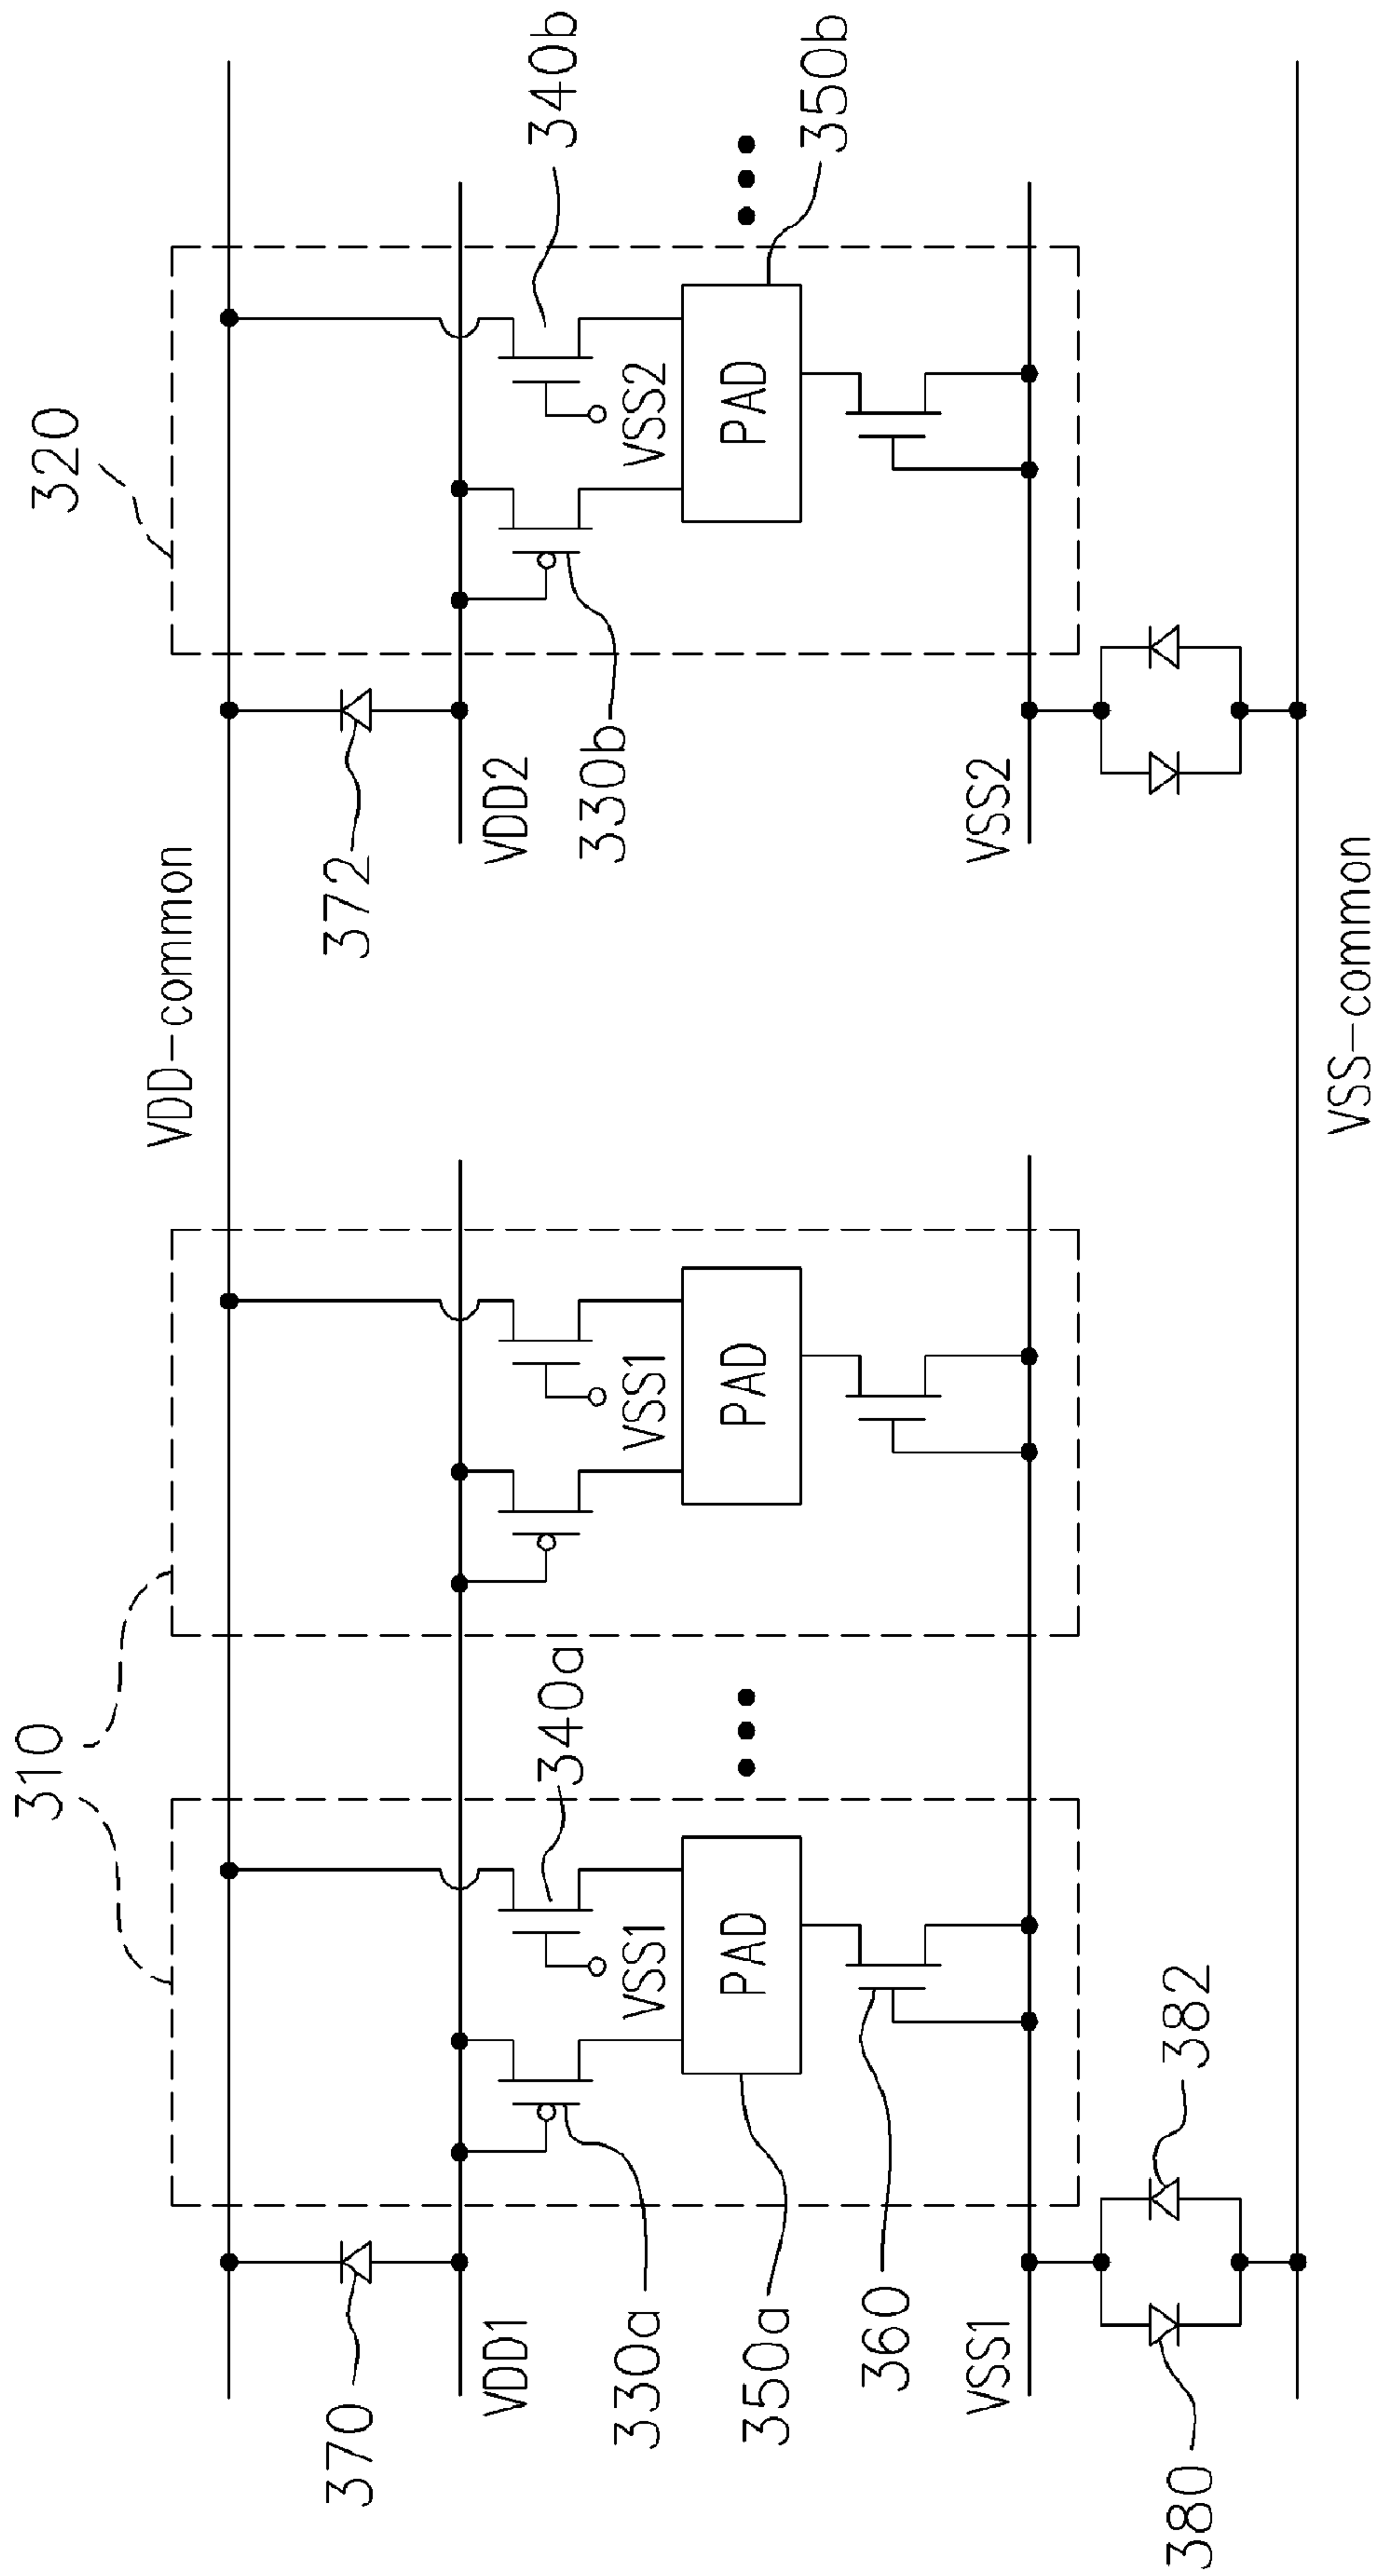 310
320
VDD-common
370
372
VDD1
VDD2
330a
340a
330b
340b
VSS1
VSS1
VSS2
PAD
PAD
PAD
350a
350b
360
VSS1
VSS2
380
382
VSS-common